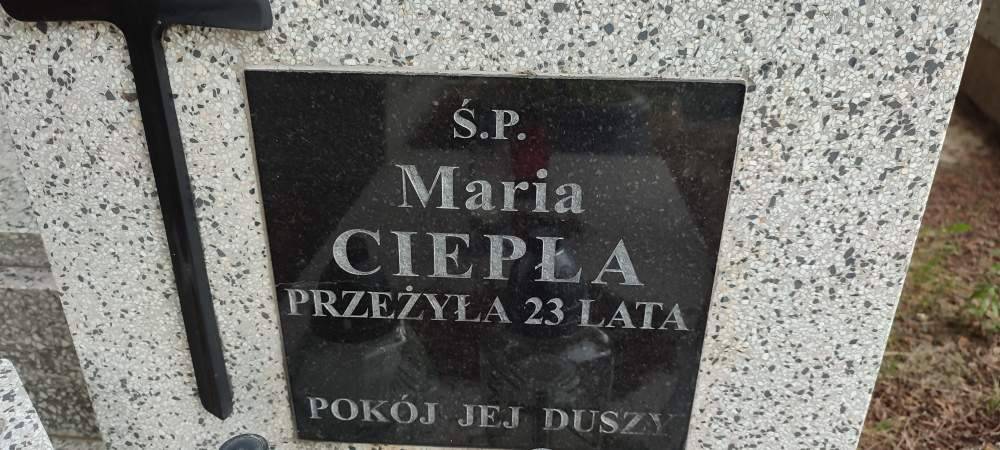 Ś.P.
Maria
CIEPŁA
PRZEŻYŁA 23 LATA
POKÓJ JEJ DUSZY